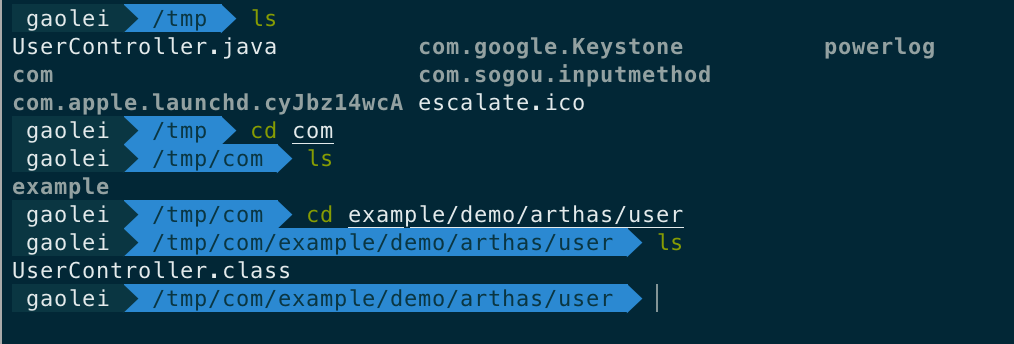 gaolei /tmp ls
UserController.java com.google.Keystone powerlog
com com.sogou.inputmethod
com.apple.launchd.cyJbz14wcA escalate.ico
gaolei /tmp cd com
gaolei /tmp/com ls
example
gaolei /tmp/com cd example/demo/arthas/user
gaolei /tmp/com/example/demo/arthas/user ls
UserController.class
gaolei /tmp/com/example/demo/arthas/user